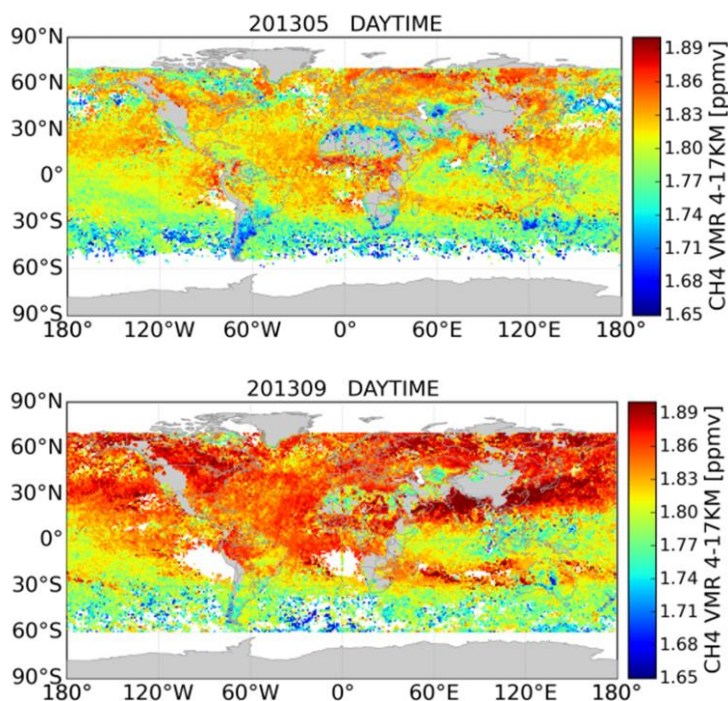 201305 DAYTIME
90°N
60°N
30°N
0°
30°S
60°S
90°S
180° 120°W 60°W 0° 60°E 120°E 180°
1.89
1.86
1.83
1.80
1.77
1.74
1.71
1.68
1.65
CH4 VMR 4-17KM [ppmv]
201309 DAYTIME
90°N
60°N
30°N
0°
30°S
60°S
90°S
180° 120°W 60°W 0° 60°E 120°E 180°
1.89
1.86
1.83
1.80
1.77
1.74
1.71
1.68
1.65
CH4 VMR 4-17KM [ppmv]